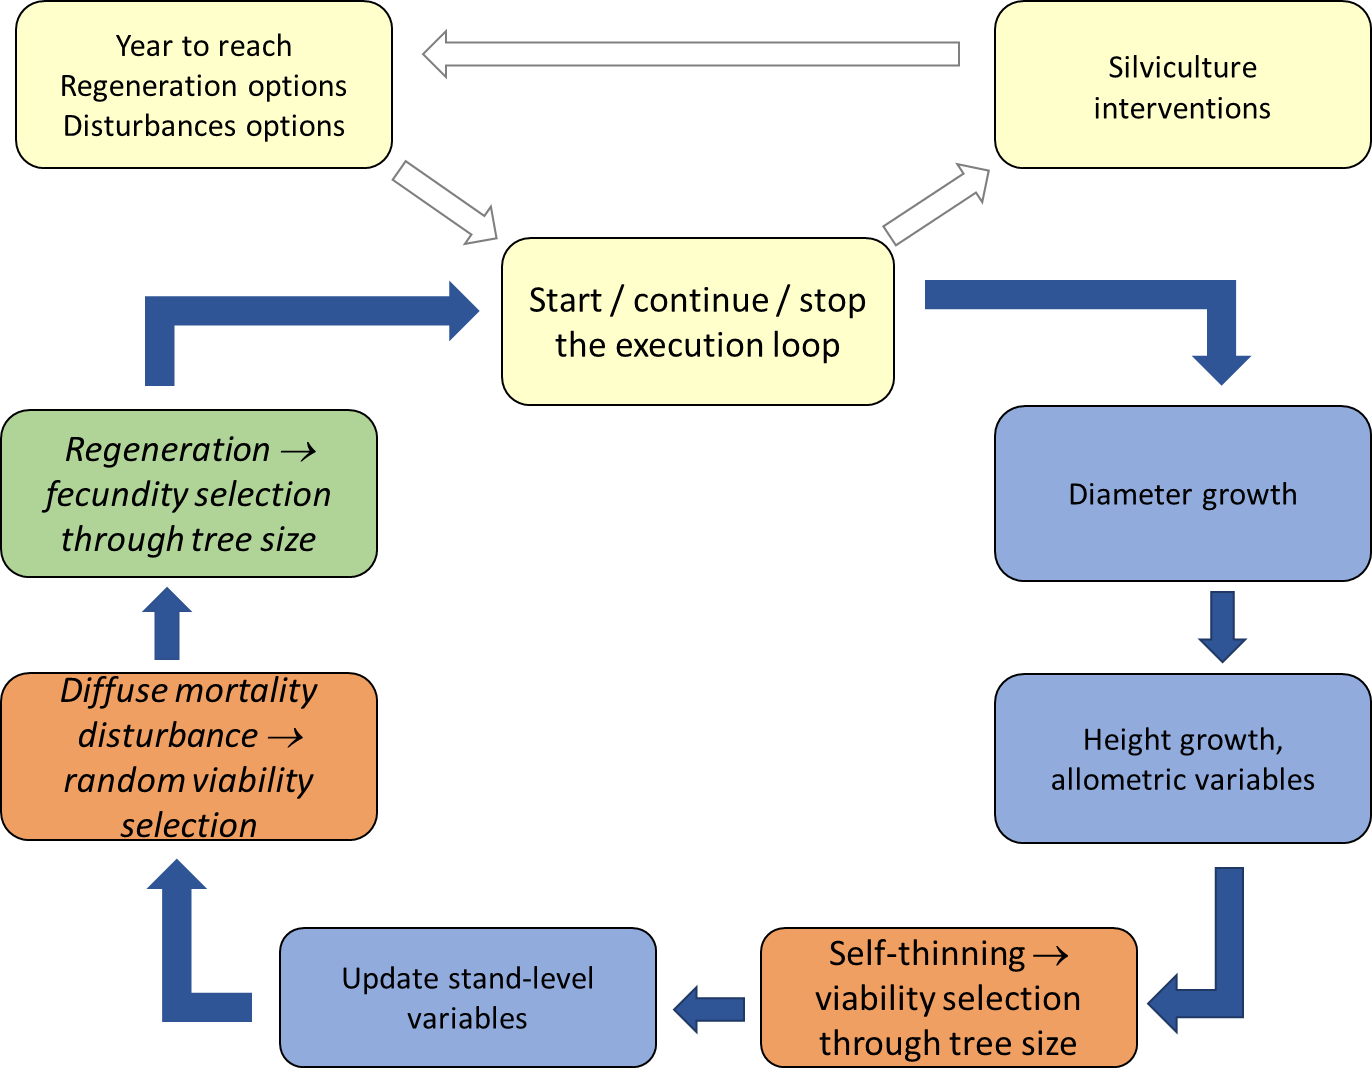 Year to reach
Regeneration options
Disturbances options
Silviculture
interventions
Start / continue / stop
the execution loop
Regeneration →
fecundity selection
through tree size
Diameter growth
Diffuse mortality
disturbance →
random viability
selection
Height growth,
allometric variables
Update stand-level
variables
Self-thinning →
viability selection
through tree size